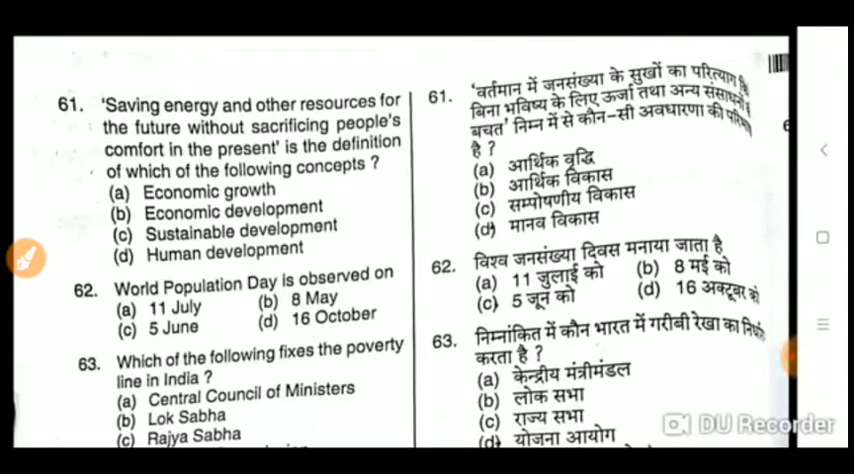 61. 'Saving energy and other resources for
the future without sacrificing people's
comfort in the present' is the definition
of which of the following concepts ?
(a) Economic growth
(b) Economic development
(c) Sustainable development
(d) Human development
62. World Population Day is observed on
(a) 11 July (b) 8 May
(c) 5 June (d) 16 October
63. Which of the following fixes the poverty
line in India ?
(a) Central Council of Ministers
(b) Lok Sabha
(c) Rajya Sabha
61. 'वर्तमान में जनसंख्या के सुखों का परित्याग
बिना भविष्य के लिए ऊर्जा तथा अन्य संसाधनों
बचत' निम्न में से कौन-सी अवधारणा की
है ?
(a) आर्थिक वृद्धि
(b) आर्थिक विकास
(c) सम्पोषणीय विकास
(d) मानव विकास
62. विश्व जनसंख्या दिवस मनाया जाता है
(a) 11 जुलाई को (b) 8 मई को
(c) 5 जून को (d) 16 अक्टूबर को
63. निम्नांकित में कौन भारत में गरीबी रेखा का
करता है ?
(a) केन्द्रीय मंत्रीमंडल
(b) लोक सभा
(c) राज्य सभा
(d) योजना आयोग
DU Recorder